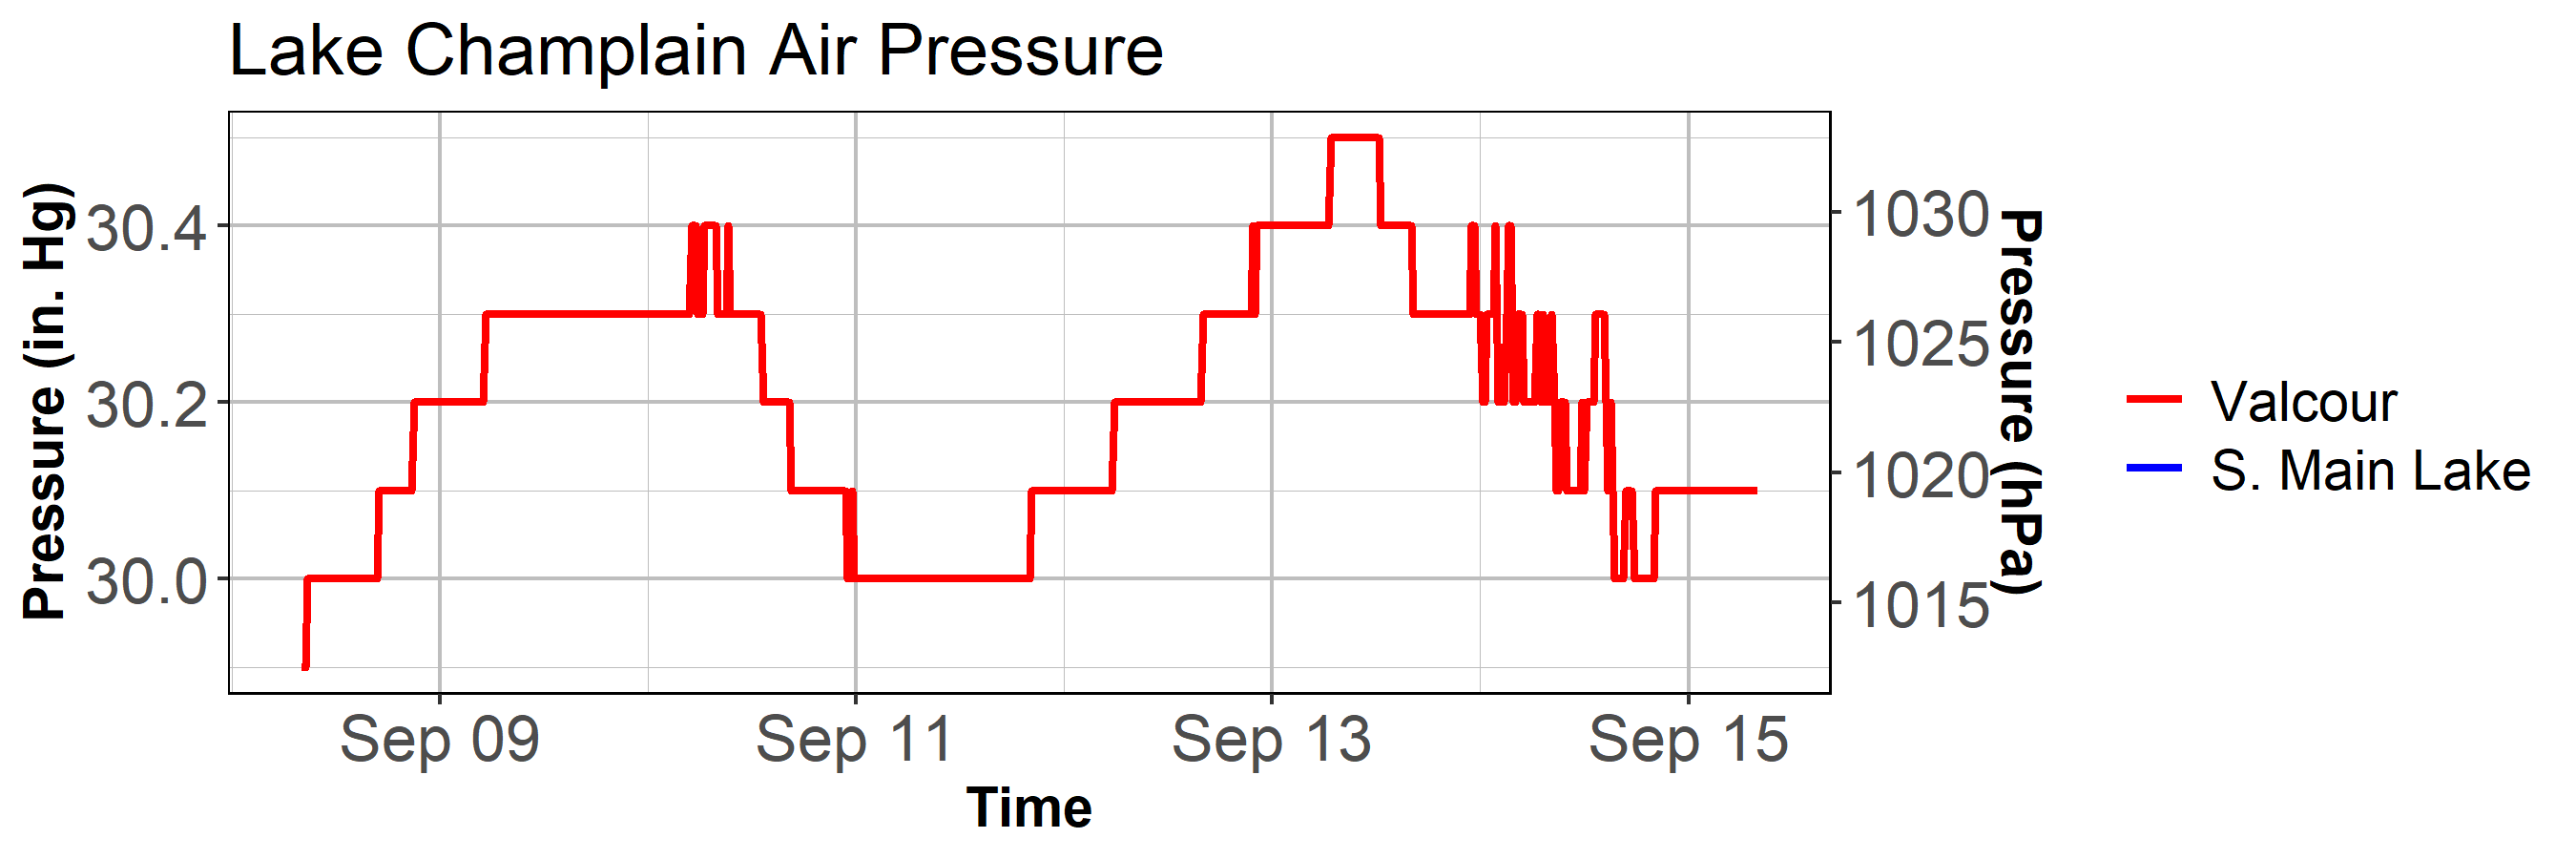 Lake Champlain Air Pressure
Pressure (in. Hg)
30.4
30.2
30.0
1030
1025
1020
1015
Pressure (hPa)
Sep 09
Sep 11
Sep 13
Sep 15
Time
Valcour
S. Main Lake